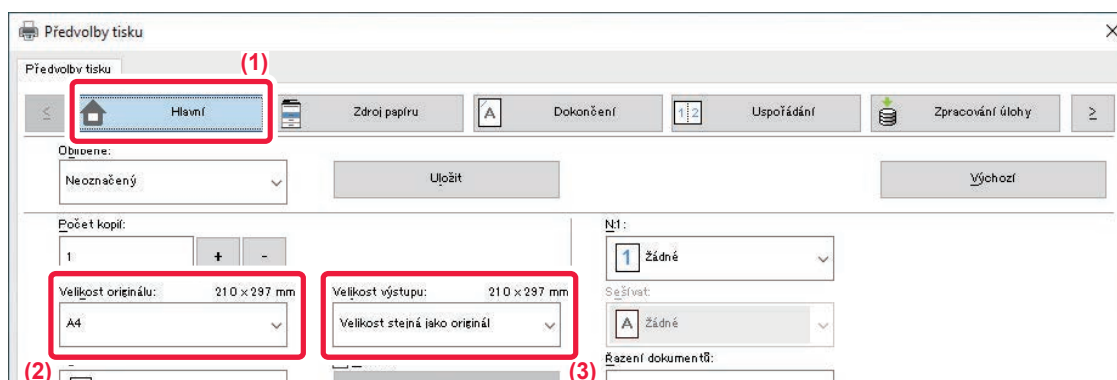 Předvolby tisku
(1)
Předvolby tisku
≤ Hlavní Zdroj papíru Dokončení Uspořádání Zpracování úlohy ≥
Oblíbené:
Neoznačený Uložit Výchozí
Počet kopií: N1:
1 + - 1 Žádné
Velikost originálu: 210 × 297 mm Velikost výstupu: 210 × 297 mm Sešívat:
A4 Velikost stejná jako originál A Žádné
Řazení dokumentů:
(2) (3)